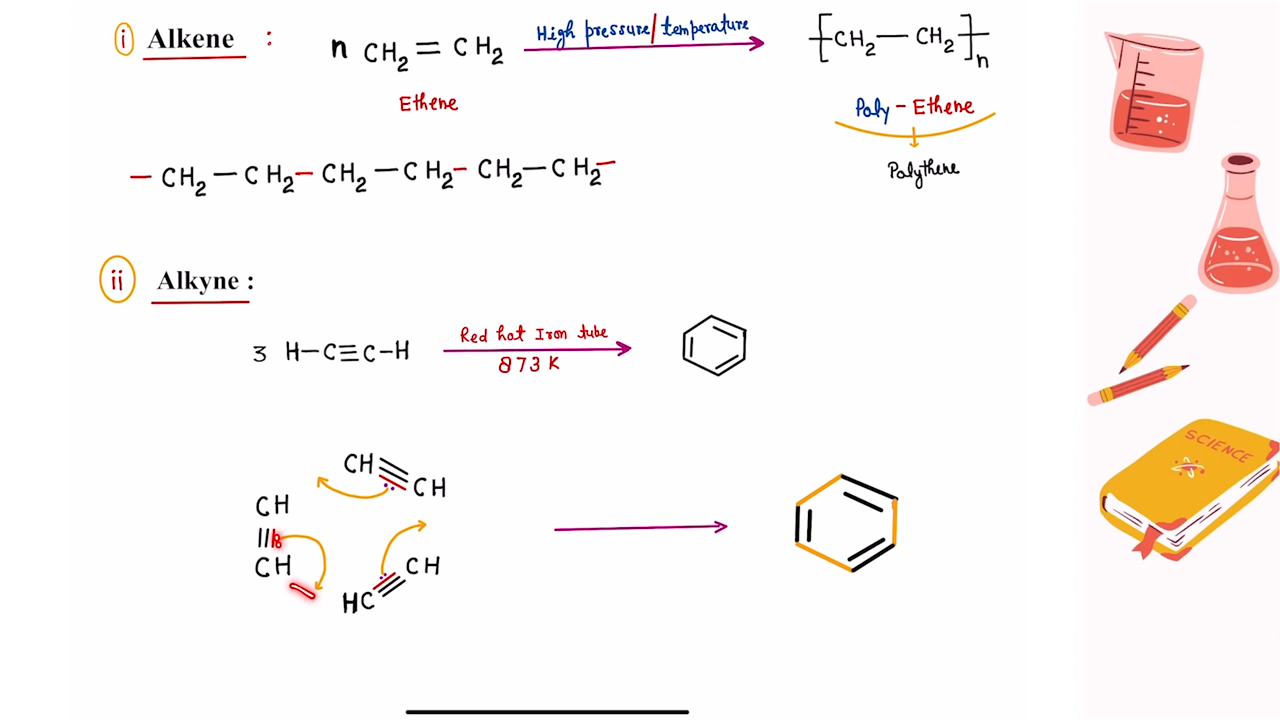 i Alkene :
n CH₂ = CH₂
High pressure/temperature
[CH₂ — CH₂]n
Ethene
Poly - Ethene
Polythene
— CH₂ — CH₂ — CH₂ — CH₂ — CH₂ — CH₂ —
ii Alkyne :
3 H—C≡C—H
Red hot Iron tube
873 K
CH
CH
CH
CH
CH
HC
SCIENCE